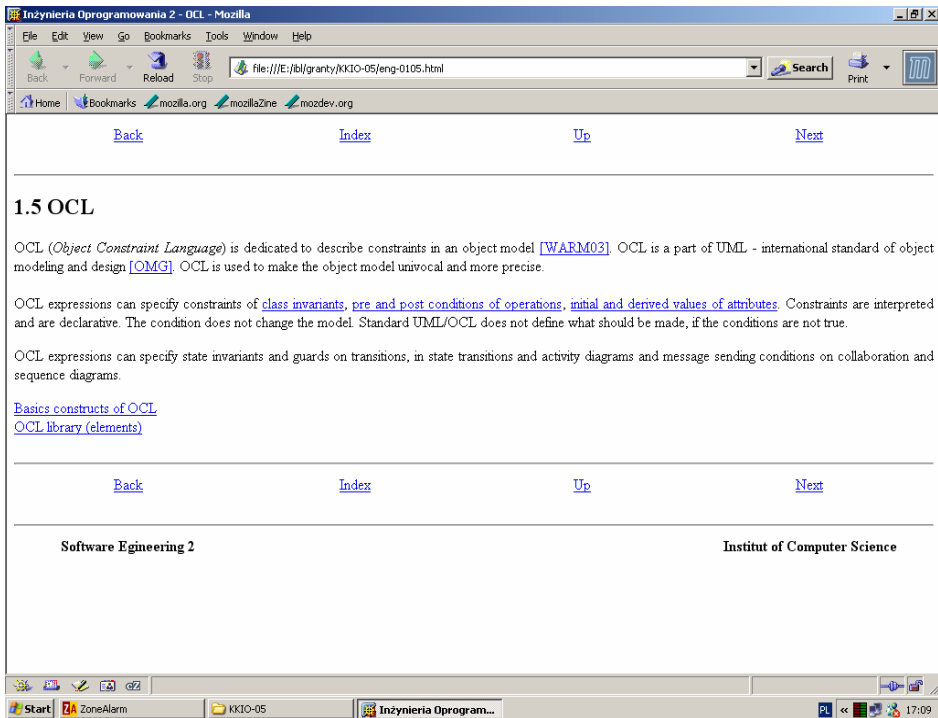 Inżynieria Oprogramowania 2 - OCL - Mozilla
File Edit View Go Bookmarks Tools Window Help
Back Forward Reload Stop file:///E:/ibl/granty/KKIO-05/eng-0105.html Search Print
Home Bookmarks mozilla.org mozillaZine mozdev.org
Back Index Up Next
1.5 OCL
OCL (Object Constraint Language) is dedicated to describe constraints in an object model [WARM03]. OCL is a part of UML - international standard of object
modeling and design [OMG]. OCL is used to make the object model univocal and more precise.
OCL expressions can specify constraints of class invariants, pre and post conditions of operations, initial and derived values of attributes. Constraints are interpreted
and are declarative. The condition does not change the model. Standard UML/OCL does not define what should be made, if the conditions are not true.
OCL expressions can specify state invariants and guards on transitions, in state transitions and activity diagrams and message sending conditions on collaboration and
sequence diagrams.
Basics constructs of OCL
OCL library (elements)
Back Index Up Next
Software Egineering 2 Institut of Computer Science
Start ZA ZoneAlarm KKIO-05 Inżynieria Oprogram... PL « 17:09